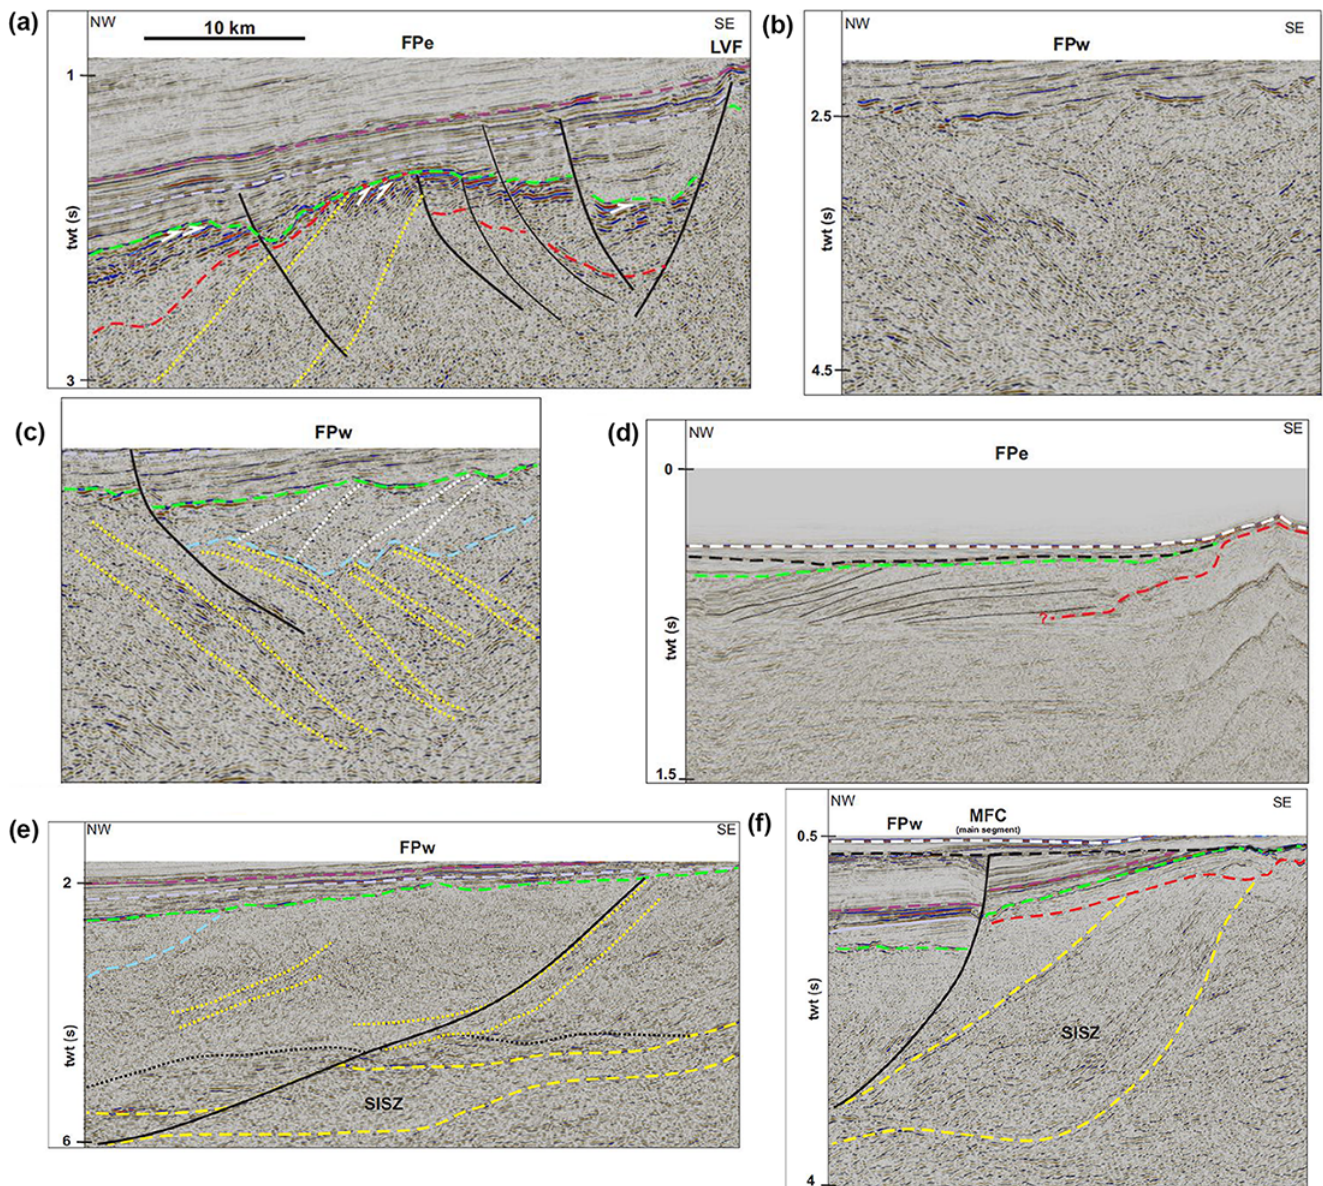 (a)
NW
10 km
FPe
SE
LVF
1
twt (s)
3
(b)
NW
FPw
SE
2.5
twt (s)
4.5
(c)
FPw
(d)
NW
FPe
SE
0
twt (s)
?
1.5
(e)
NW
FPw
SE
2
twt (s)
SISZ
6
(f)
NW
FPw
MFC
(main segment)
SE
0.5
twt (s)
SISZ
4